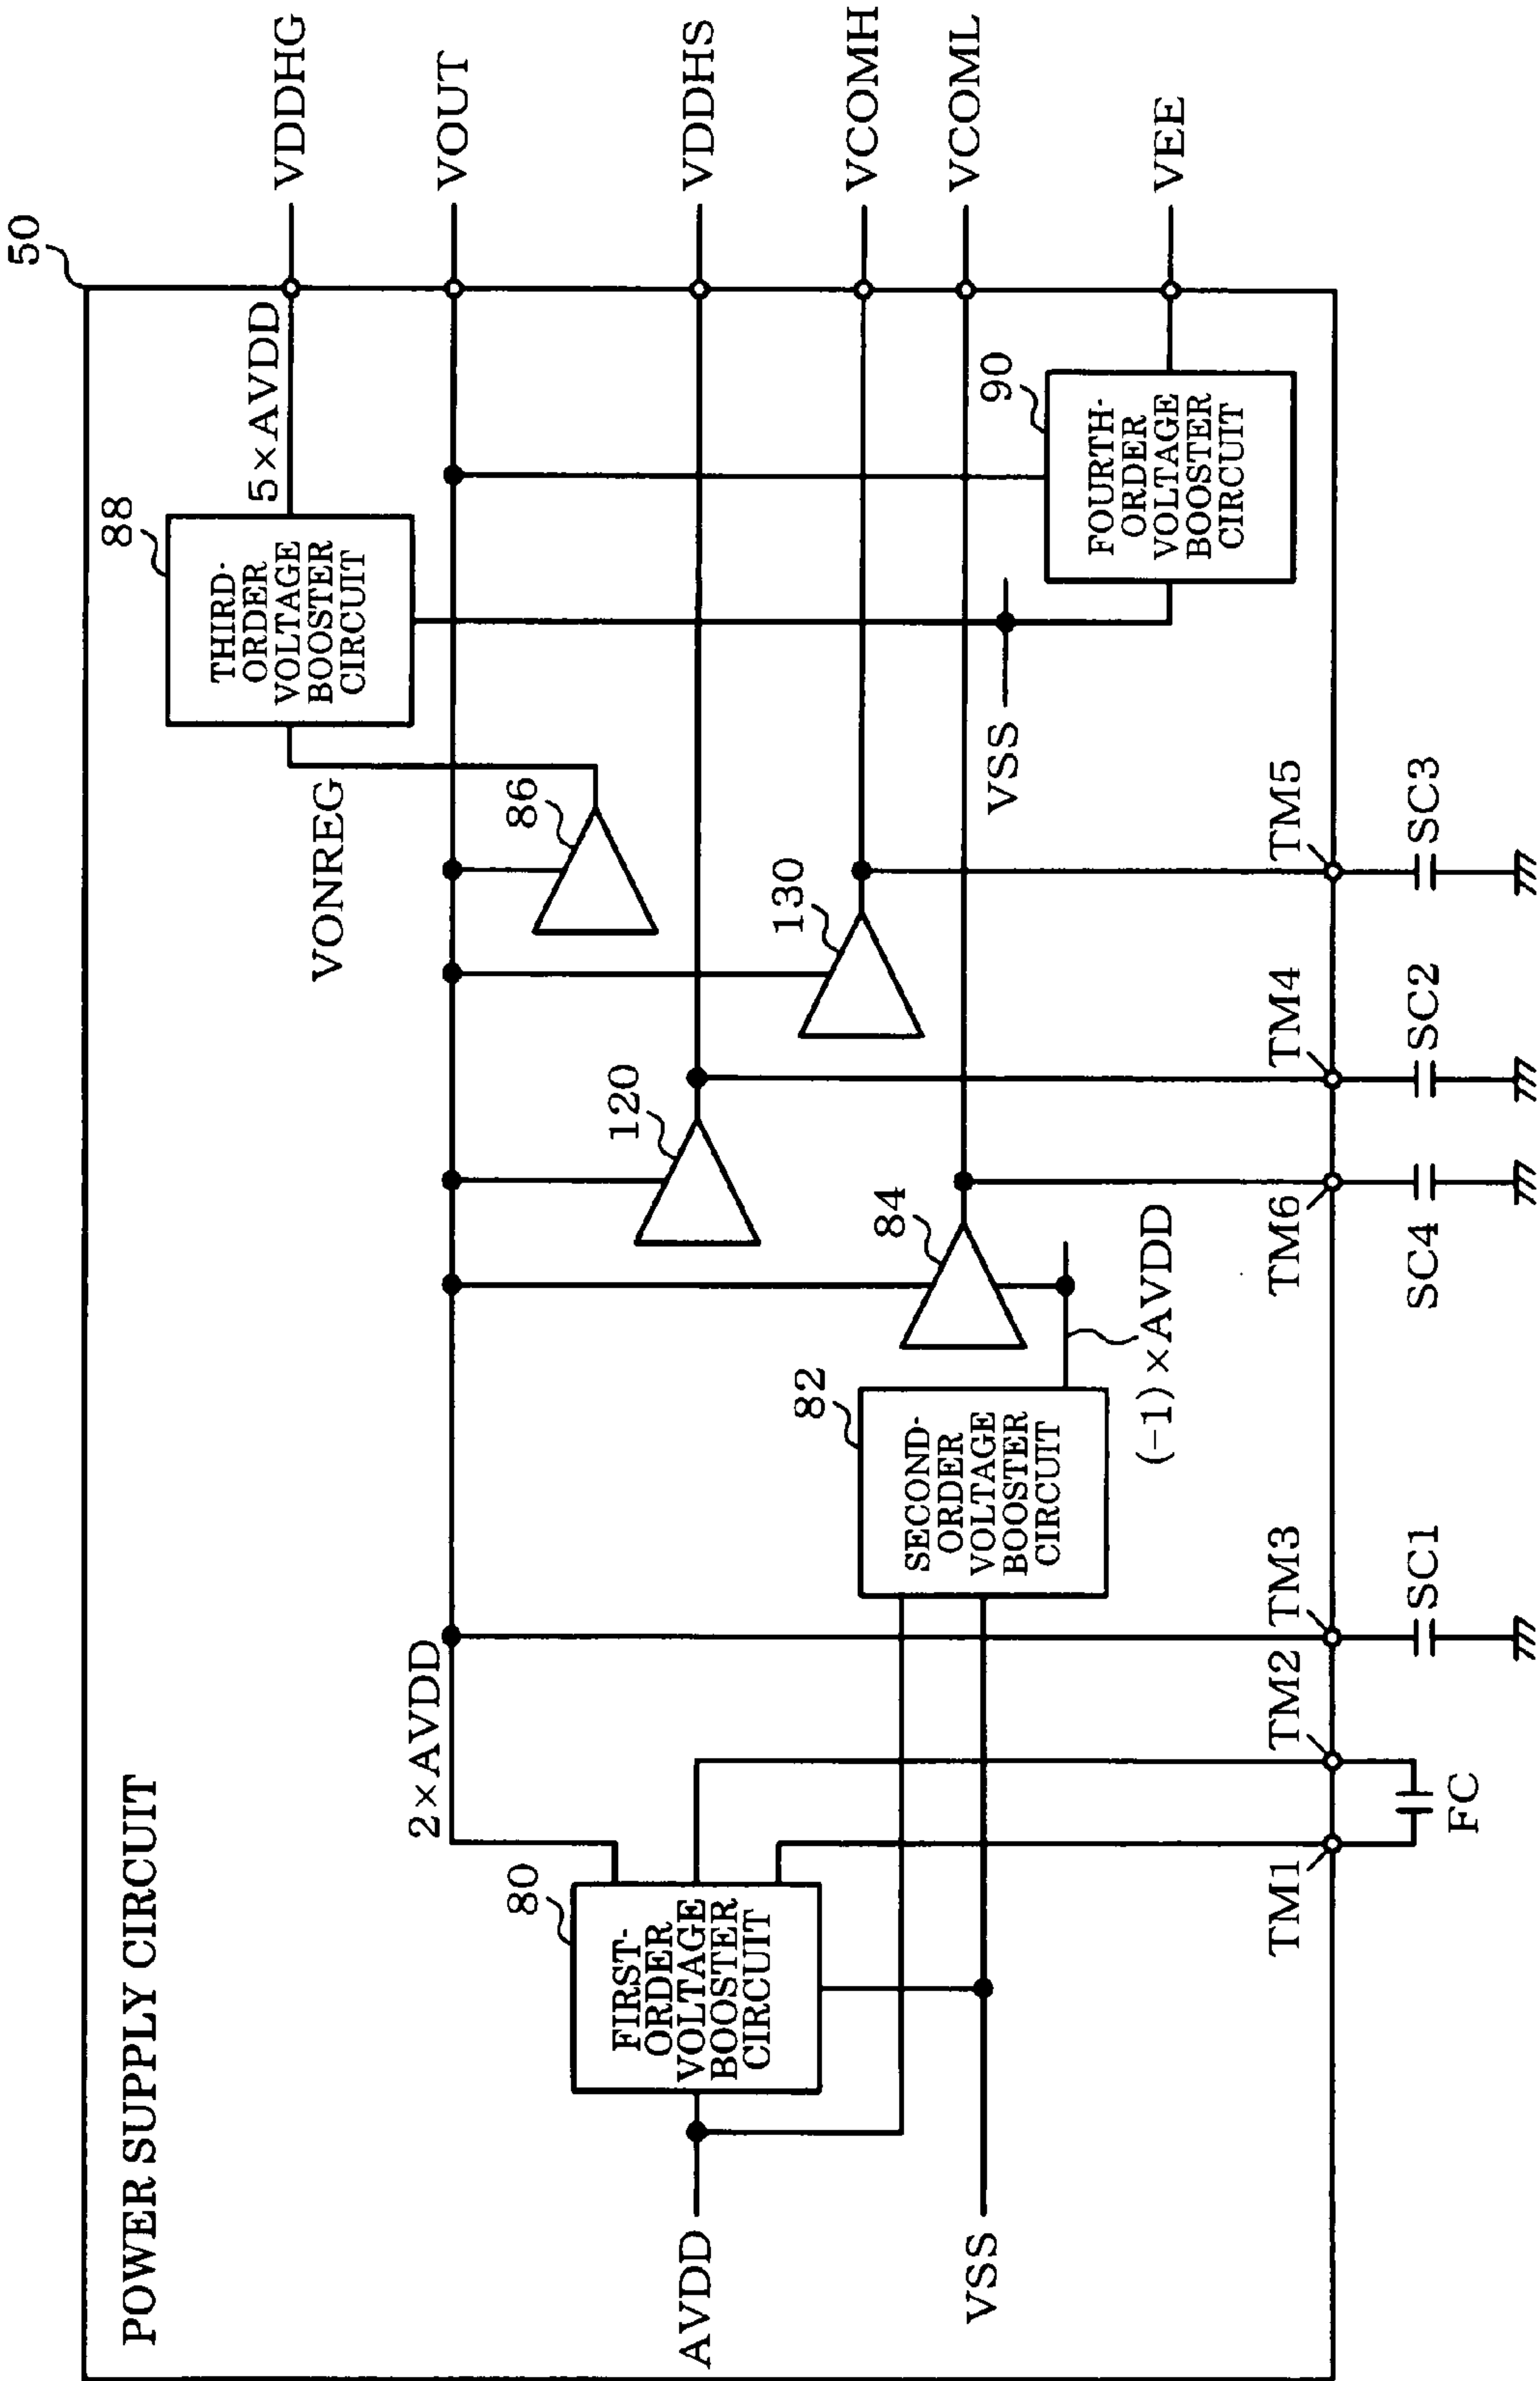 POWER SUPPLY CIRCUIT
50
88
THIRD-
ORDER
VOLTAGE
BOOSTER
CIRCUIT
5×AVDD
VDDHG
VONREG
2×AVDD
VOUT
80
FIRST-
ORDER
VOLTAGE
BOOSTER
CIRCUIT
86
120
VDDHS
AVDD
130
VCOMH
82
SECOND-
ORDER
VOLTAGE
BOOSTER
CIRCUIT
84
VCOML
VSS
VSS
90
FOURTH-
ORDER
VOLTAGE
BOOSTER
CIRCUIT
VEE
(-1)×AVDD
TM1
TM2
TM3
TM6
TM4
TM5
FC
SC1
SC4
SC2
SC3